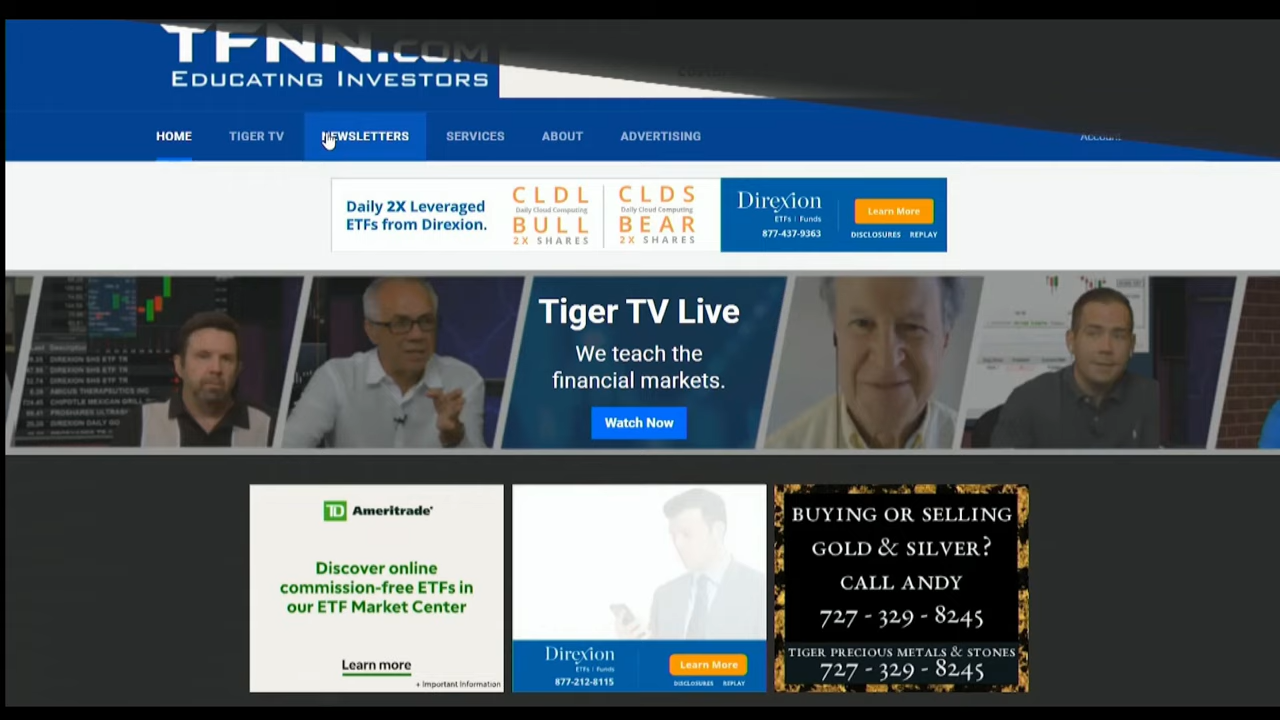 TFNN.COM
EDUCATING INVESTORS
HOME TIGER TV NEWSLETTERS SERVICES ABOUT ADVERTISING
Daily 2X Leveraged
ETFs from Direxion.
CLDL
Daily Cloud Computing
BULL
2X SHARES
CLDS
Daily Cloud Computing
BEAR
2X SHARES
Direxion
ETFs | Funds
877-437-9363
Learn More
DISCLOSURES REPLAY
Tiger TV Live
We teach the
financial markets.
Watch Now
TD Ameritrade
Discover online
commission-free ETFs in
our ETF Market Center
Learn more
+ Important Information
Direxion
ETFs | Funds
877-212-8115
Learn More
DISCLOSURES REPLAY
BUYING OR SELLING
GOLD & SILVER?
CALL ANDY
727 - 329 - 8245
TIGER PRECIOUS METALS & STONES
727 - 329 - 8245